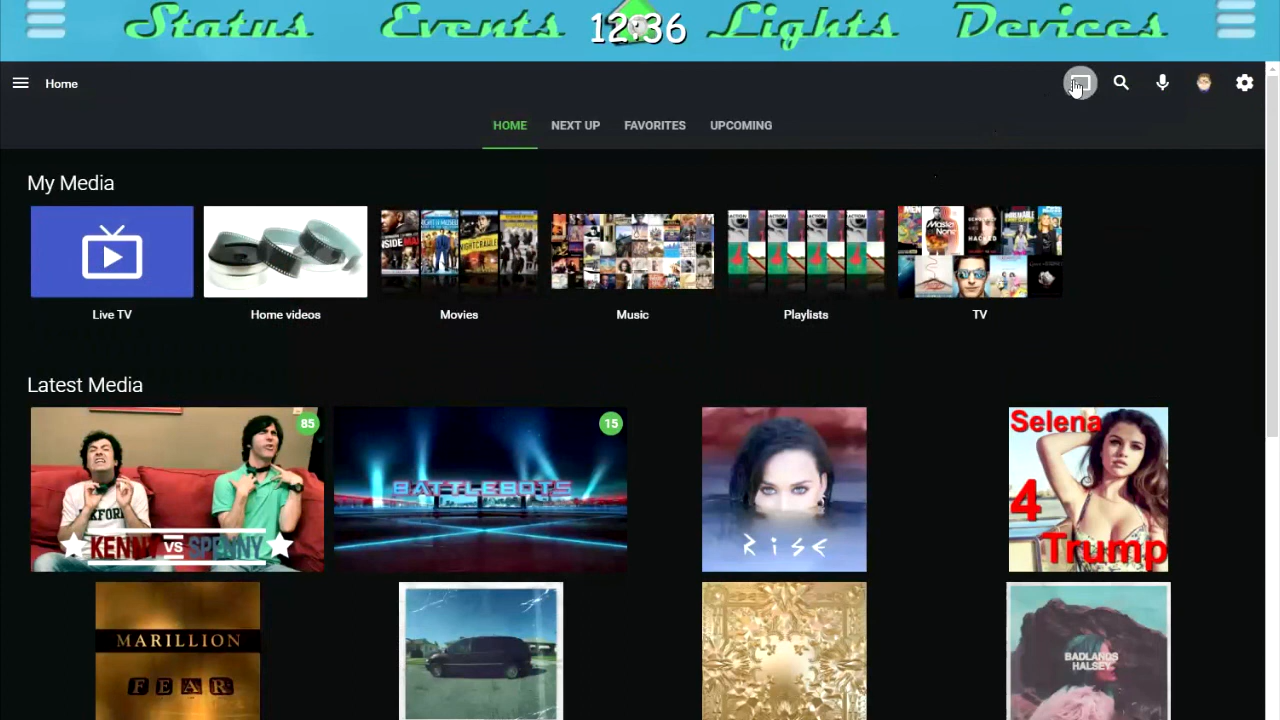 Status Events 12:36 Lights Devices
Home
HOME NEXT UP FAVORITES UPCOMING
My Media
Live TV Home videos Movies Music Playlists TV
Latest Media
85
15
KENNY VS SPENNY
BATTLEBOTS
Rise
Selena
4
Trump
MARILLION
FEAR
BADLANDS
HALSEY